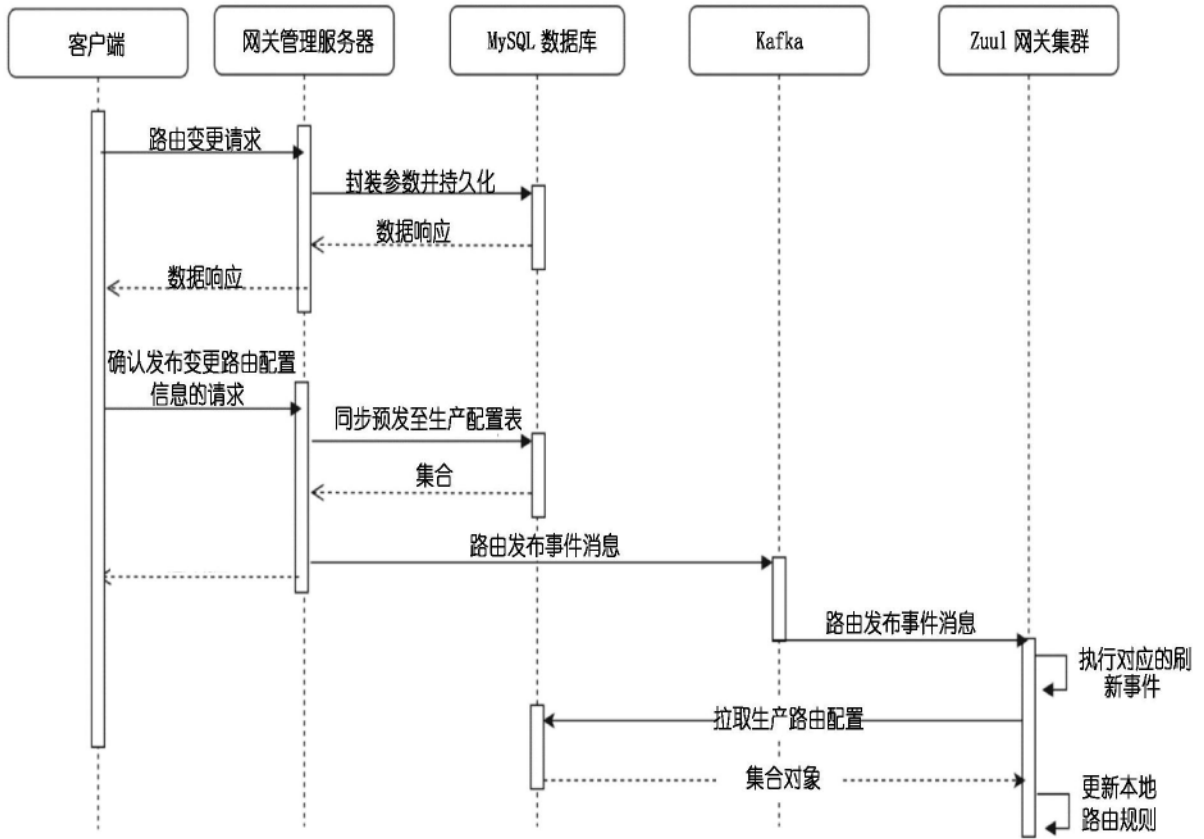 客户端
网关管理服务器
MySQL 数据库
Kafka
Zuul 网关集群
路由变更请求
封装参数并持久化
数据响应
数据响应
确认发布变更路由配置
信息的请求
同步预发至生产配置表
集合
路由发布事件消息
路由发布事件消息
执行对应的刷
新事件
拉取生产路由配置
集合对象
更新本地
路由规则